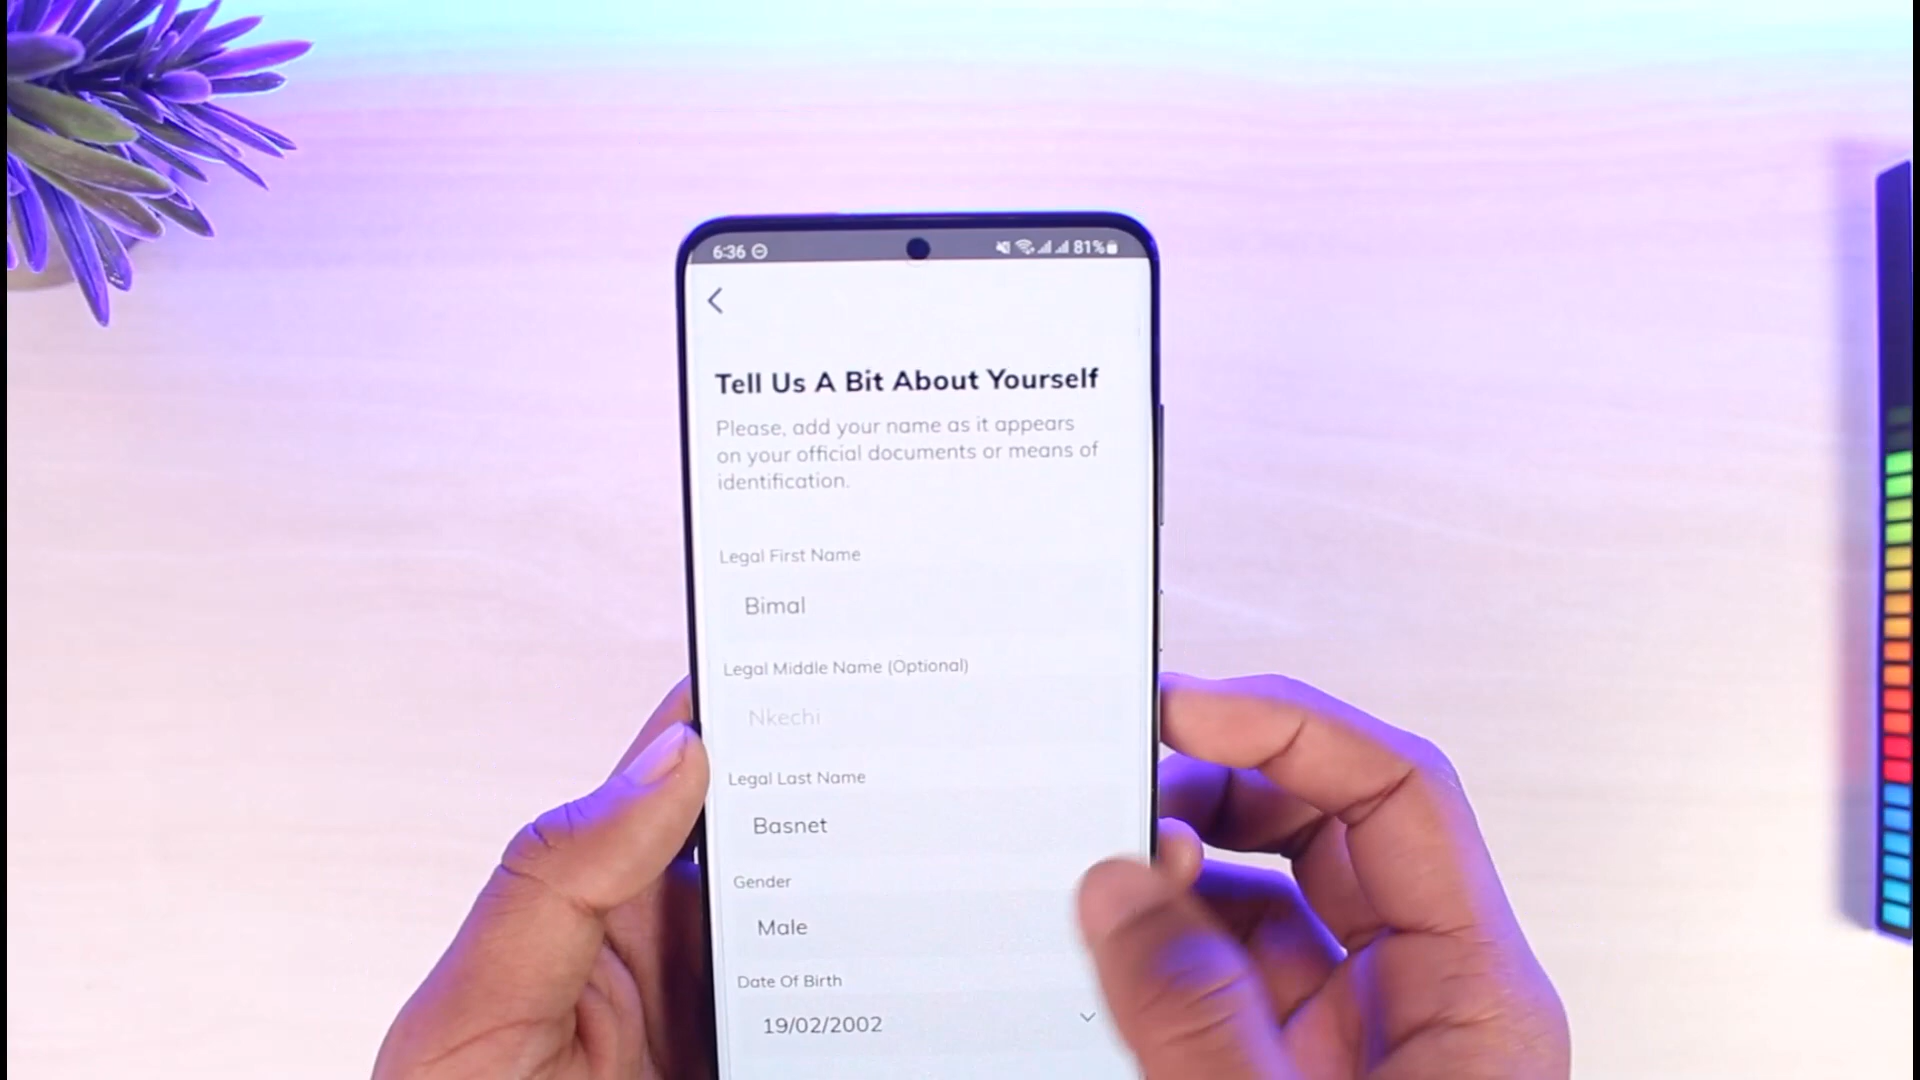 6:36
81%
Tell Us A Bit About Yourself
Please, add your name as it appears
on your official documents or means of
identification.
Legal First Name
Bimal
Legal Middle Name (Optional)
Nkechi
Legal Last Name
Basnet
Gender
Male
Date Of Birth
19/02/2002